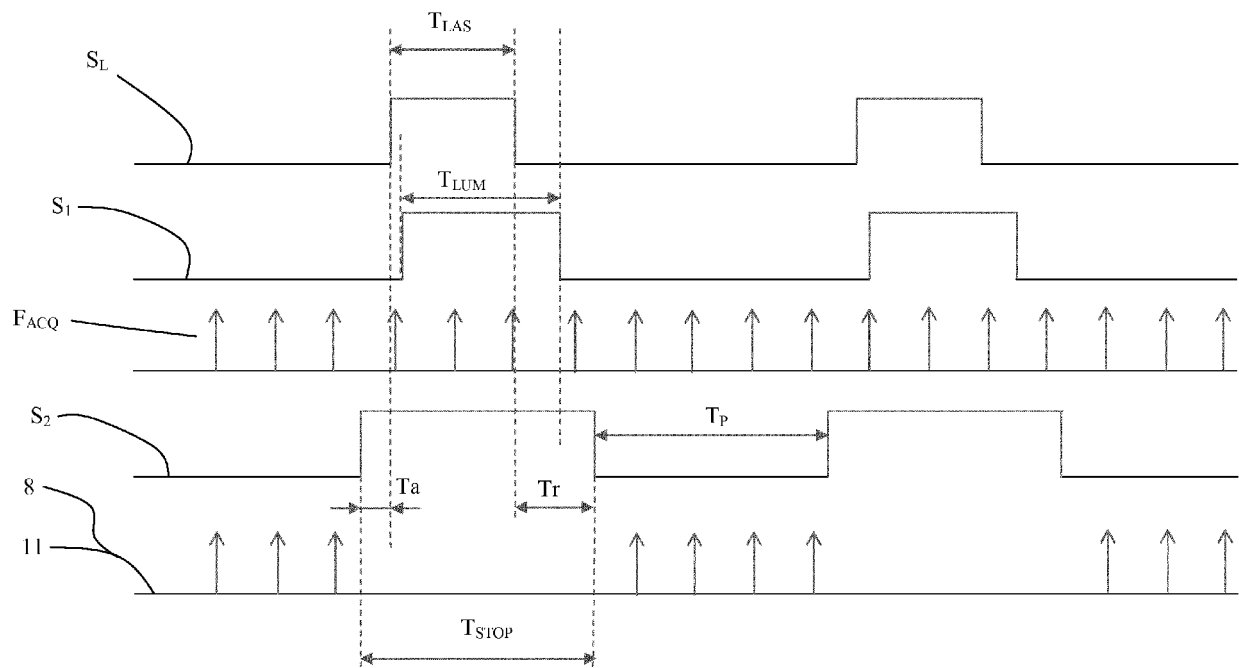 T_LAS
S_L
T_LUM
S_1
F_ACQ
S_2
T_P
8
Ta
Tr
11
T_STOP